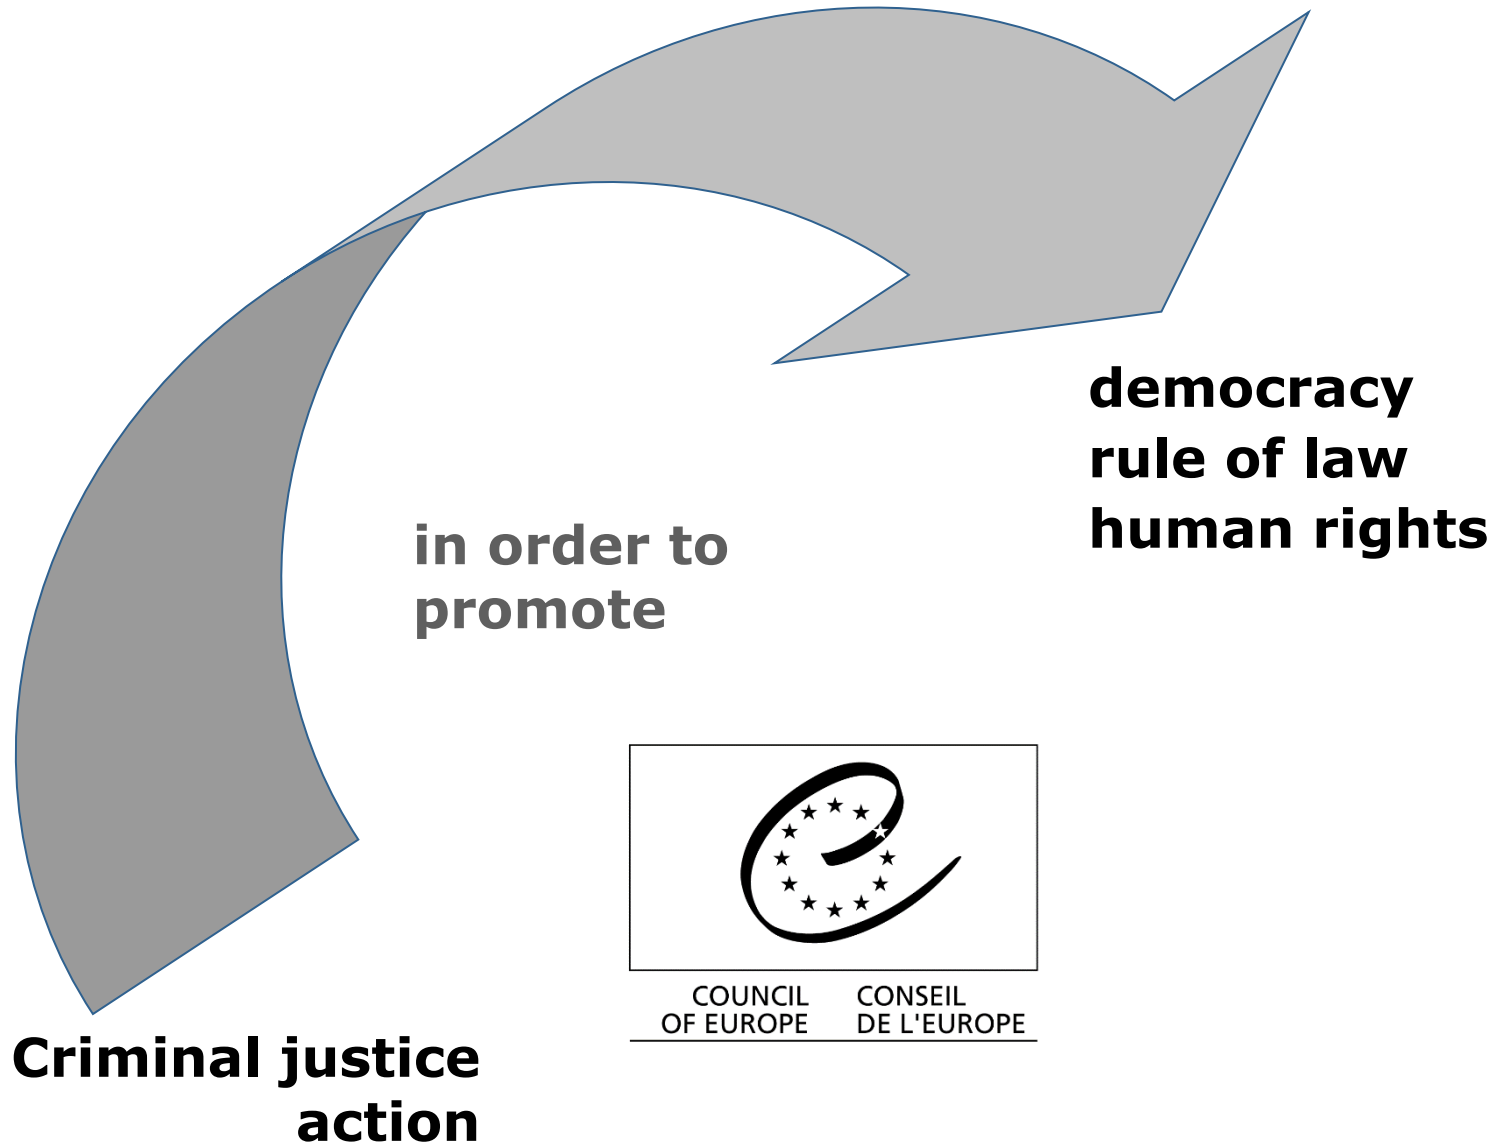 democracy
rule of law
human rights
in order to
promote
COUNCIL
OF EUROPE
CONSEIL
DE L'EUROPE
Criminal justice
action